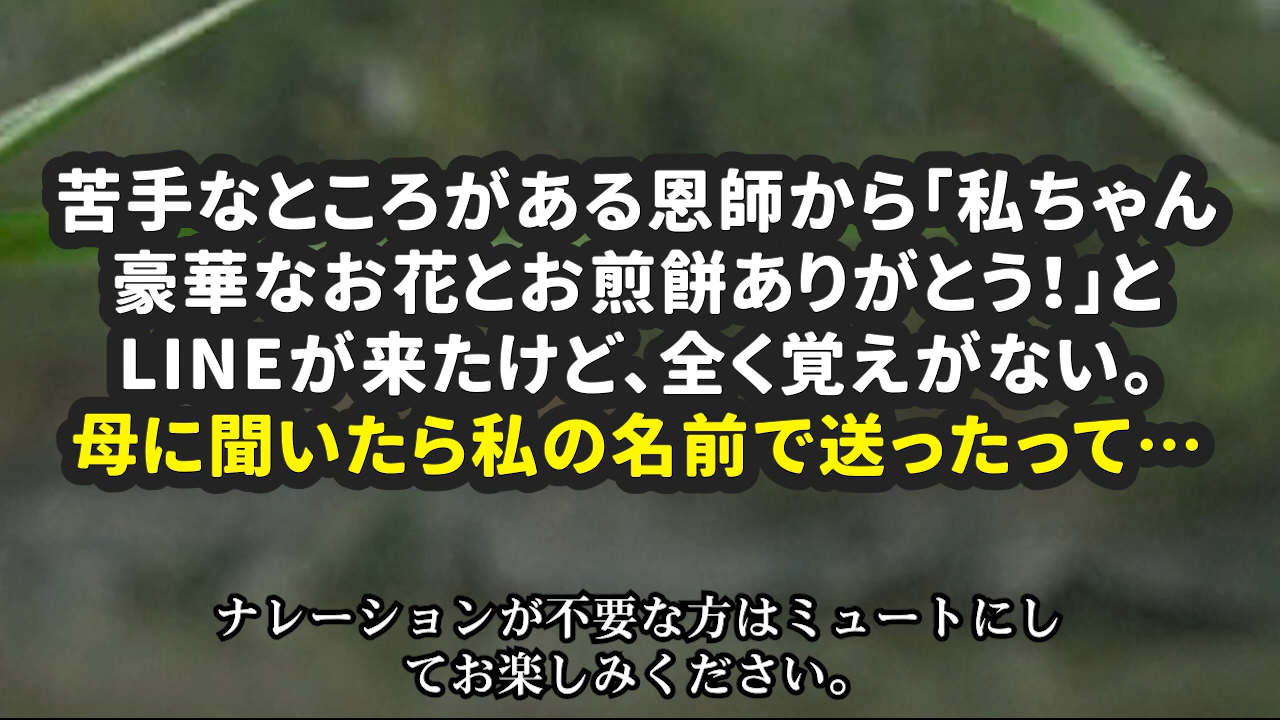 苦手なところがある恩師から「私ちゃん
豪華なお花とお煎餅ありがとう!」と
LINEが来たけど、全く覚えがない。
母に聞いたら私の名前で送ったって…
ナレーションが不要な方はミュートにし
てお楽しみください。